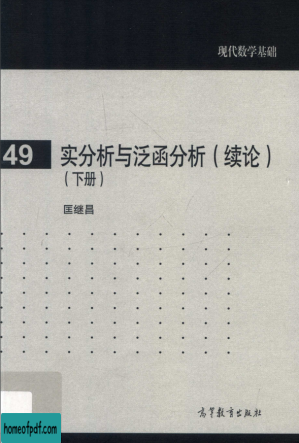 现代数学基础
49 实分析与泛函分析（续论）
（下册）
匡继昌
高等教育出版社
homeofpdf.com